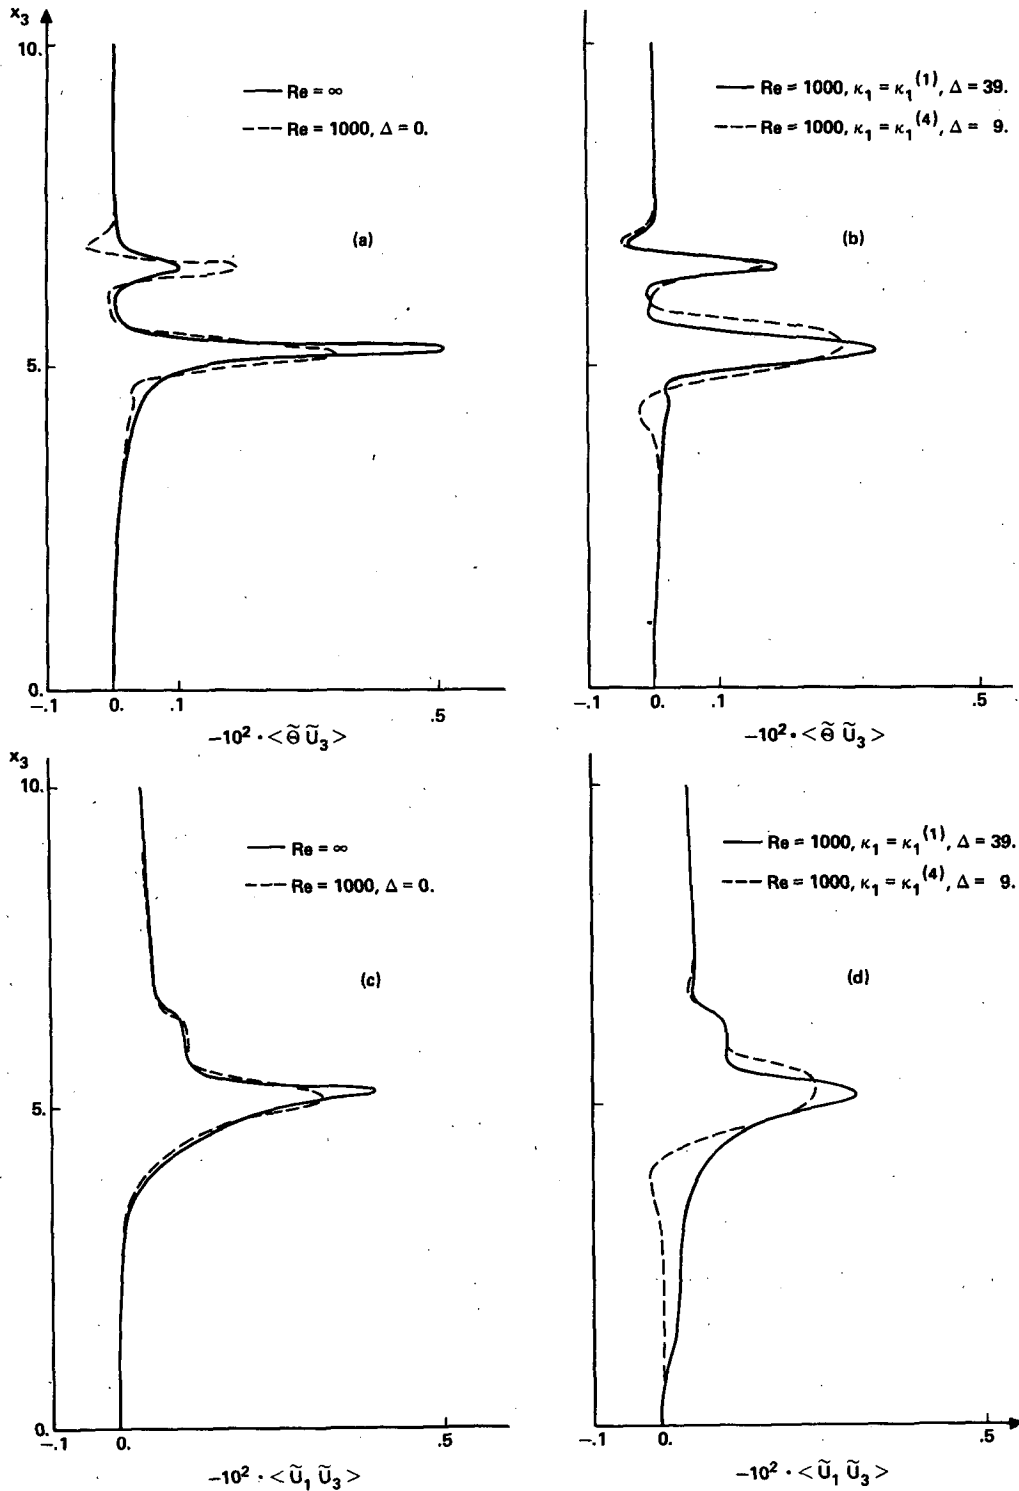 x₃
10.
5.
0.
−.1 0. .1 .5
−10² · <Θ̃ Ũ₃>
Re = ∞
Re = 1000, Δ = 0.
(a)
Re = 1000, κ₁ = κ₁⁽¹⁾, Δ = 39.
Re = 1000, κ₁ = κ₁⁽⁴⁾, Δ = 9.
(b)
−.1 0. .1 .5
−10² · <Θ̃ Ũ₃>
x₃
10.
5.
0.
−.1 0. .5
−10² · <Ũ₁ Ũ₃>
Re = ∞
Re = 1000, Δ = 0.
(c)
Re = 1000, κ₁ = κ₁⁽¹⁾, Δ = 39.
Re = 1000, κ₁ = κ₁⁽⁴⁾, Δ = 9.
(d)
−.1 0. .5
−10² · <Ũ₁ Ũ₃>